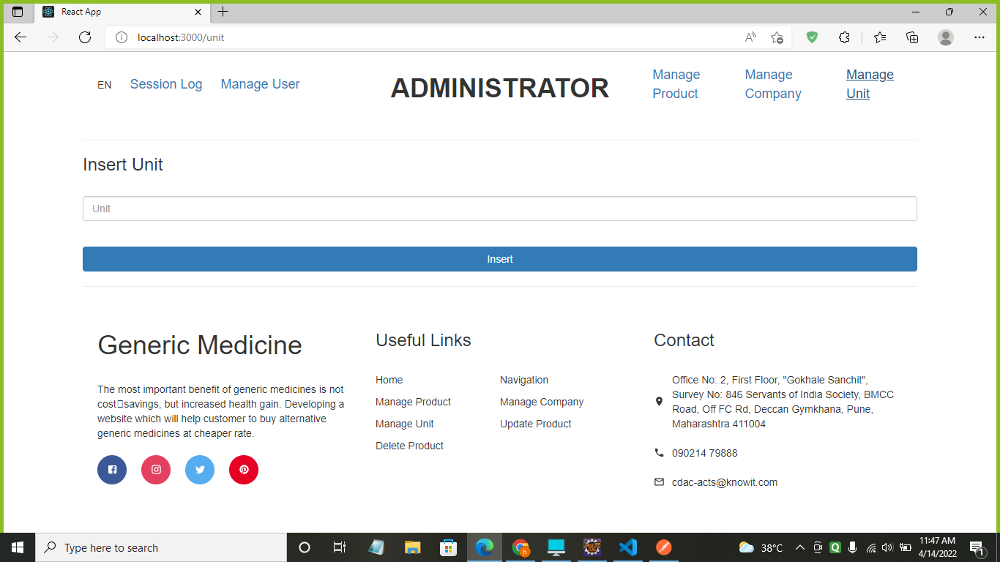 React App
localhost:3000/unit
EN Session Log Manage User
ADMINISTRATOR
Manage
Product
Manage
Company
Manage
Unit
Insert Unit
Unit
Insert
Generic Medicine
The most important benefit of generic medicines is not
cost□savings, but increased health gain. Developing a
website which will help customer to buy alternative
generic medicines at cheaper rate.
Useful Links
Home
Manage Product
Manage Unit
Delete Product
Navigation
Manage Company
Update Product
Contact
Office No: 2, First Floor, "Gokhale Sanchit",
Survey No: 846 Servants of India Society, BMCC
Road, Off FC Rd, Deccan Gymkhana, Pune,
Maharashtra 411004
090214 79888
cdac-acts@knowit.com
Type here to search
38°C
11:47 AM
4/14/2022
1